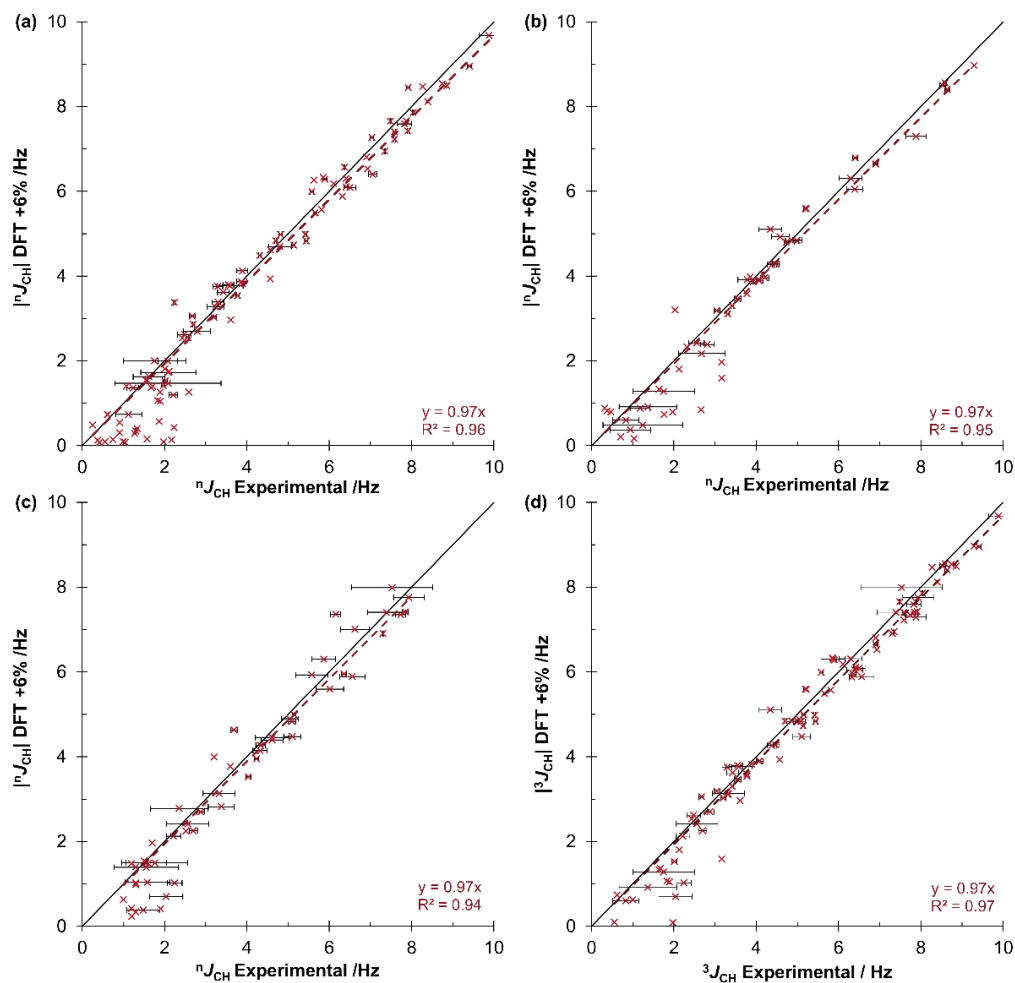 (a)
10
8
6
4
2
0
|ⁿJCH| DFT +6% /Hz
y = 0.97x
R² = 0.96
0 2 4 6 8 10
ⁿJCH Experimental /Hz
(b)
10
8
6
4
2
0
|ⁿJCH| DFT +6% /Hz
y = 0.97x
R² = 0.95
0 2 4 6 8 10
ⁿJCH Experimental /Hz
(c)
10
8
6
4
2
0
|ⁿJCH| DFT +6% /Hz
y = 0.97x
R² = 0.94
0 2 4 6 8 10
ⁿJCH Experimental /Hz
(d)
10
8
6
4
2
0
|³JCH| DFT +6% /Hz
y = 0.97x
R² = 0.97
0 2 4 6 8 10
³JCH Experimental / Hz